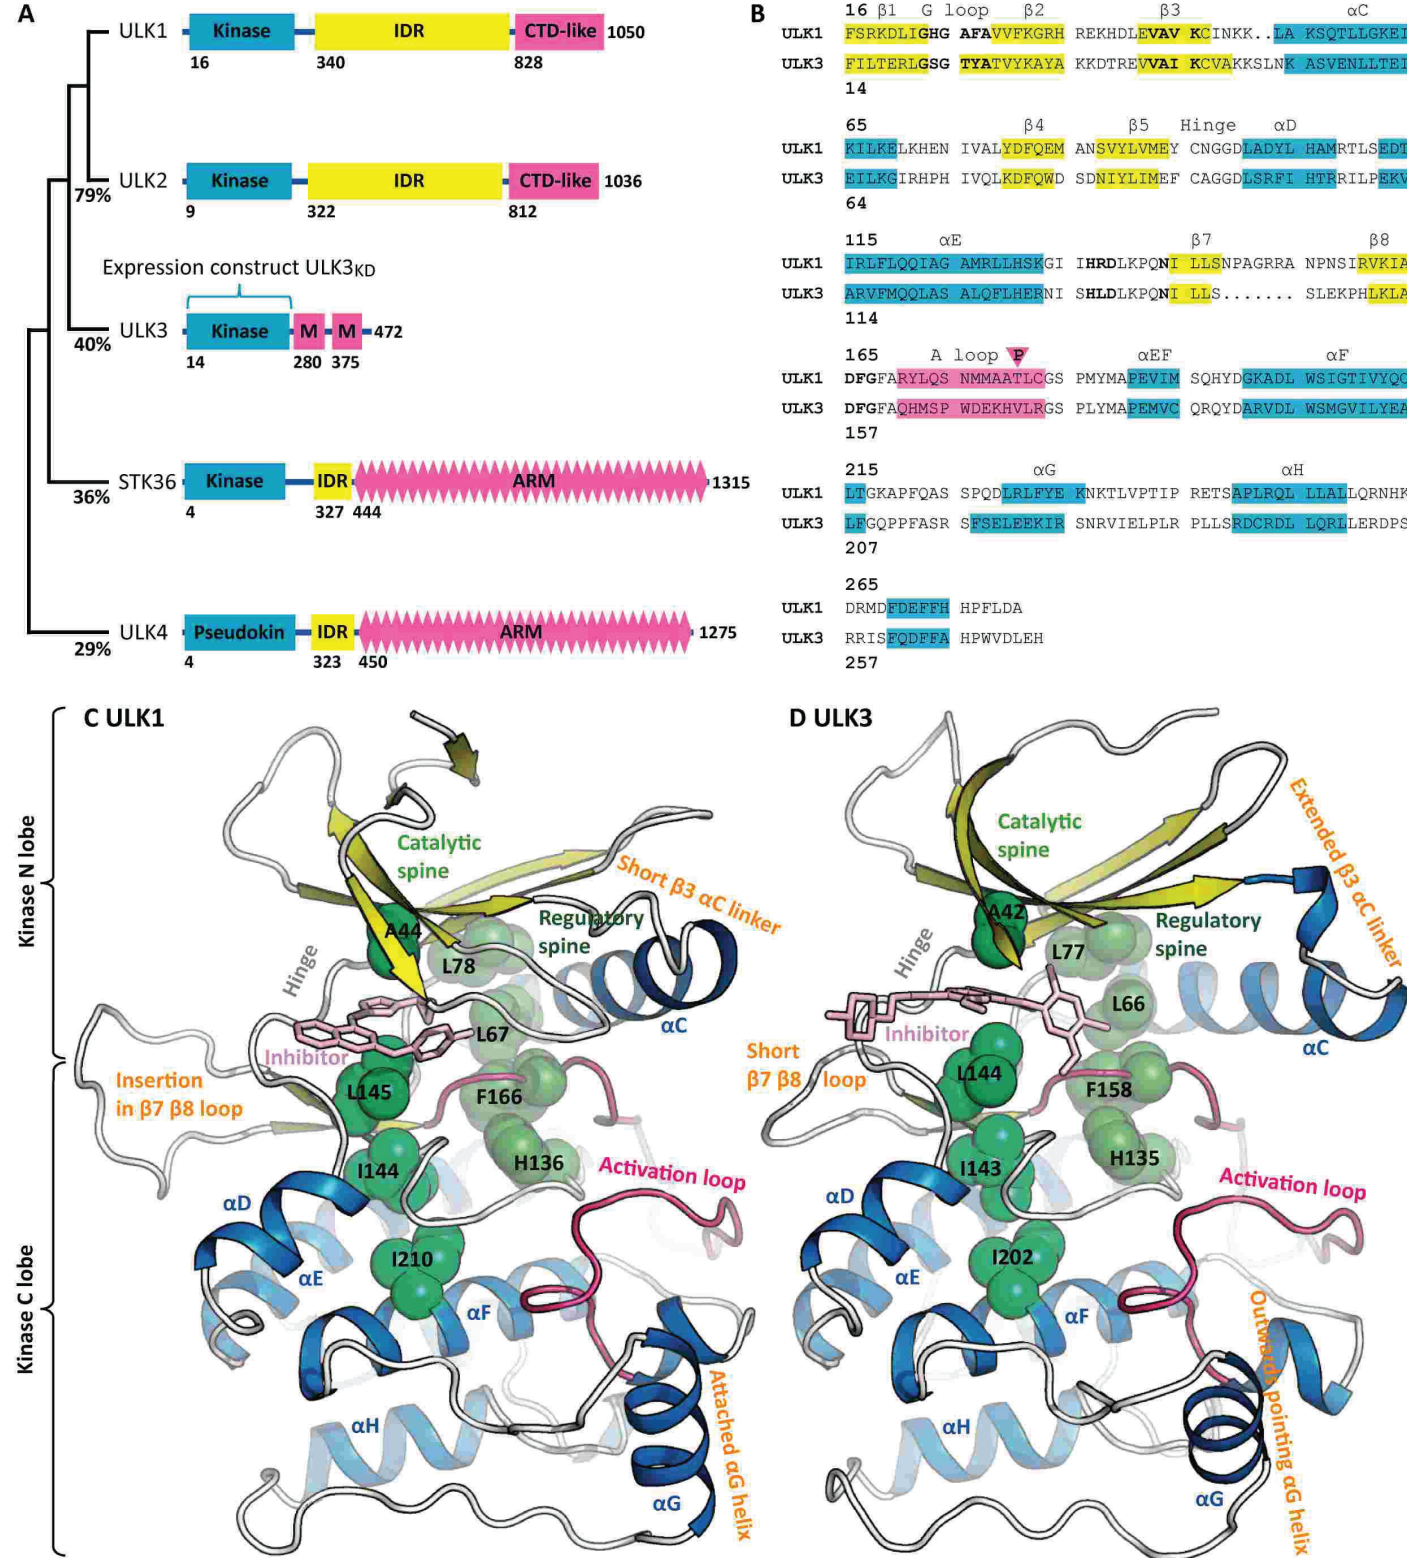 A
ULK1 Kinase IDR CTD-like 1050
16 340 828
ULK2 Kinase IDR CTD-like 1036
79%
9 322 812
Expression construct ULK3KD
ULK3 Kinase M M 472
40%
14 280 375
STK36 Kinase IDR ARM 1315
36%
4 327 444
ULK4 Pseudokin IDR ARM 1275
29%
4 323 450
B
16 β1 G loop β2 β3 αC
ULK1 FSRKDLIGHG AFAVVFKGRH REKHDLEVAV KCINKK..LA KSQTLLGKEI
ULK3 FILTERLGSG TYATVYKAYA KKDTREVVAI KCVAKKSLNK ASVENLLTEI
14
65 β4 β5 Hinge αD
ULK1 KILKELKHEN IVALYDFQEM ANSVYLVMEY CNGGDLADYL HAMRTLSEDT
ULK3 EILKGIRHPH IVQLKDFQWD SDNIYLIMEF CAGGDLSRFI HTRRILPEKV
64
115 αE β7 β8
ULK1 IRLFLQQIAG AMRLLHSKGI IHRDLKPQNI LLSNPAGRRA NPNSIRVKIA
ULK3 ARVFMQQLAS ALQFLHERNI SHLDLKPQNI LLS....... SLEKPHLKLA
114
165 A loop P αEF αF
ULK1 DFGFARYLQS NMMAATLCGS PMYMAPEVIM SQHYDGKADL WSIGTIVYQC
ULK3 DFGFAQHMSP WDEKHVLRGS PLYMAPEMVC QRQYDARVDL WSMGVILYEA
157
215 αG αH
ULK1 LTGKAPFQAS SPQDLRLFYE KNKTLVPTIP RETSAPLRQL LLALLQRNHK
ULK3 LFGQPPFASR SFSELEEKIR SNRVIELPLR PLLSRDCRDL LQRLLERDPS
207
265
ULK1 DRMDFDEFFH HPFLDA
ULK3 RRISFQDFFA HPWVDLEH
257
Kinase N lobe
Kinase C lobe
C ULK1
Catalytic
spine
Short β3 αC linker
A44
Regulatory
spine
L78
Hinge
αC
L67
Inhibitor
Insertion
in β7 β8 loop
L145
F166
I144
H136
Activation loop
αD
I210
αE
αF
Attached αG helix
αH
αG
D ULK3
Extended β3 αC linker
Catalytic
spine
A42
Regulatory
spine
L77
Hinge
L66
Inhibitor
αC
Short
β7 β8 loop
L144
F158
I143
H135
Activation loop
αD
I202
αE
αF
Outwards pointing αG helix
αH
αG